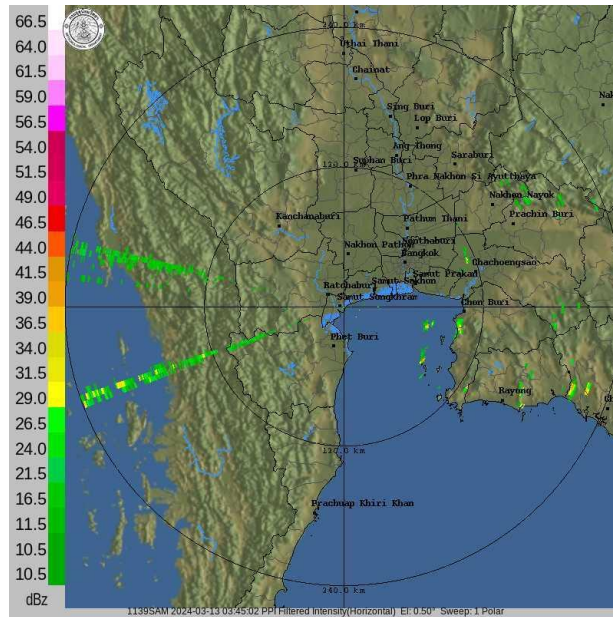 66.5
64.0
61.5
59.0
56.5
54.0
51.5
49.0
46.5
44.0
41.5
39.0
36.5
34.0
31.5
29.0
26.5
24.0
21.5
16.5
11.5
10.5
10.5
dBz
240.0 km
Uthai Thani
Chainat
Sing Buri
Lop Buri
Ang Thong
120.0 km
Suphan Buri
Saraburi
Phra Nakhon Si Ayutthaya
Nakhon Nayok
Prachin Buri
Kanchanaburi
Pathum Thani
Nonthaburi
Nakhon Pathom
Bangkok
Chachoengsao
Samut Prakan
Samut Sakhon
Ratchaburi
Samut Songkhram
Chon Buri
Phet Buri
Rayong
120.0 km
Prachuap Khiri Khan
240.0 km
1139SAM 2024-03-13 03:45:02 PPI Filtered Intensity(Horizontal) El: 0.50° Sweep: 1 Polar